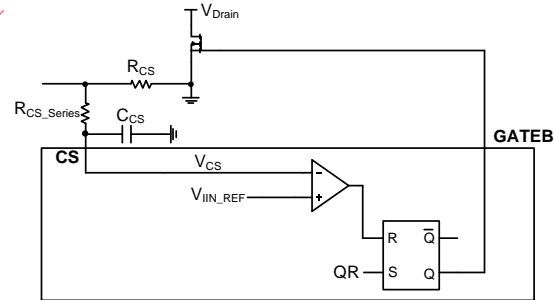 V_Drain
R_CS
R_CS_Series
C_CS
CS
GATEB
V_CS
V_IIN_REF
R
Q̅
QR
S
Q